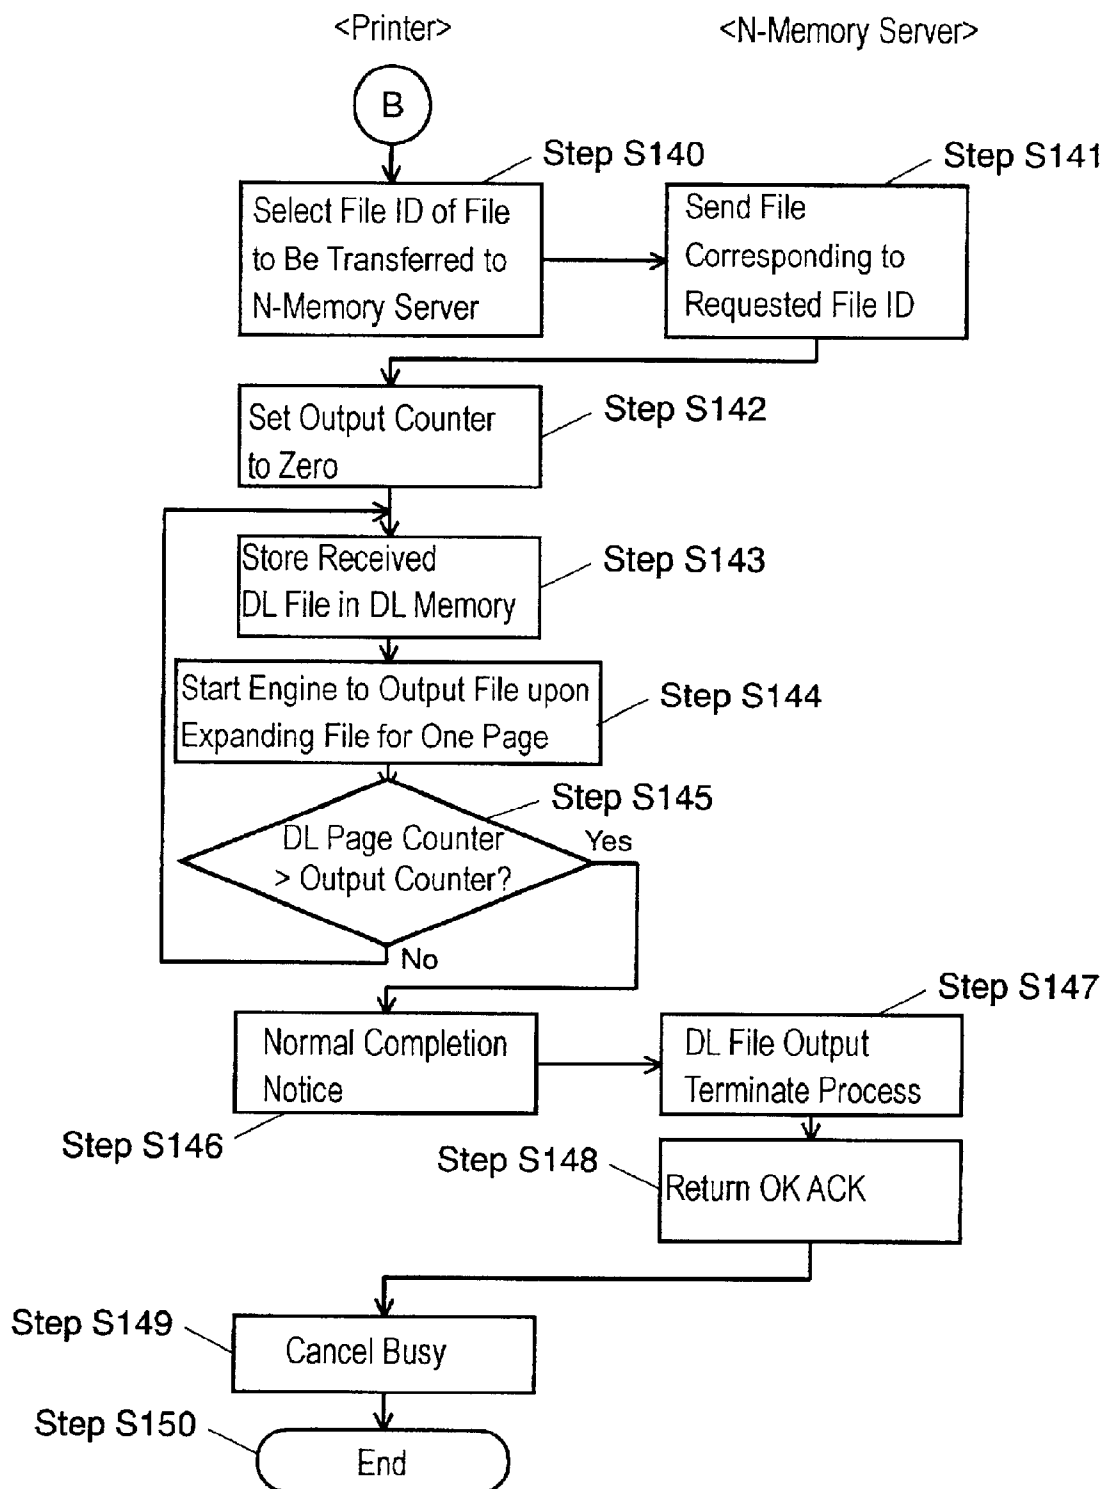 <Printer>
<N-Memory Server>
B
Step S140
Step S141
Select File ID of File
to Be Transferred to
N-Memory Server
Send File
Corresponding to
Requested File ID
Step S142
Set Output Counter
to Zero
Step S143
Store Received
DL File in DL Memory
Step S144
Start Engine to Output File upon
Expanding File for One Page
Step S145
DL Page Counter
> Output Counter?
Yes
No
Step S147
Normal Completion
Notice
DL File Output
Terminate Process
Step S146
Step S148
Return OK ACK
Step S149
Cancel Busy
Step S150
End